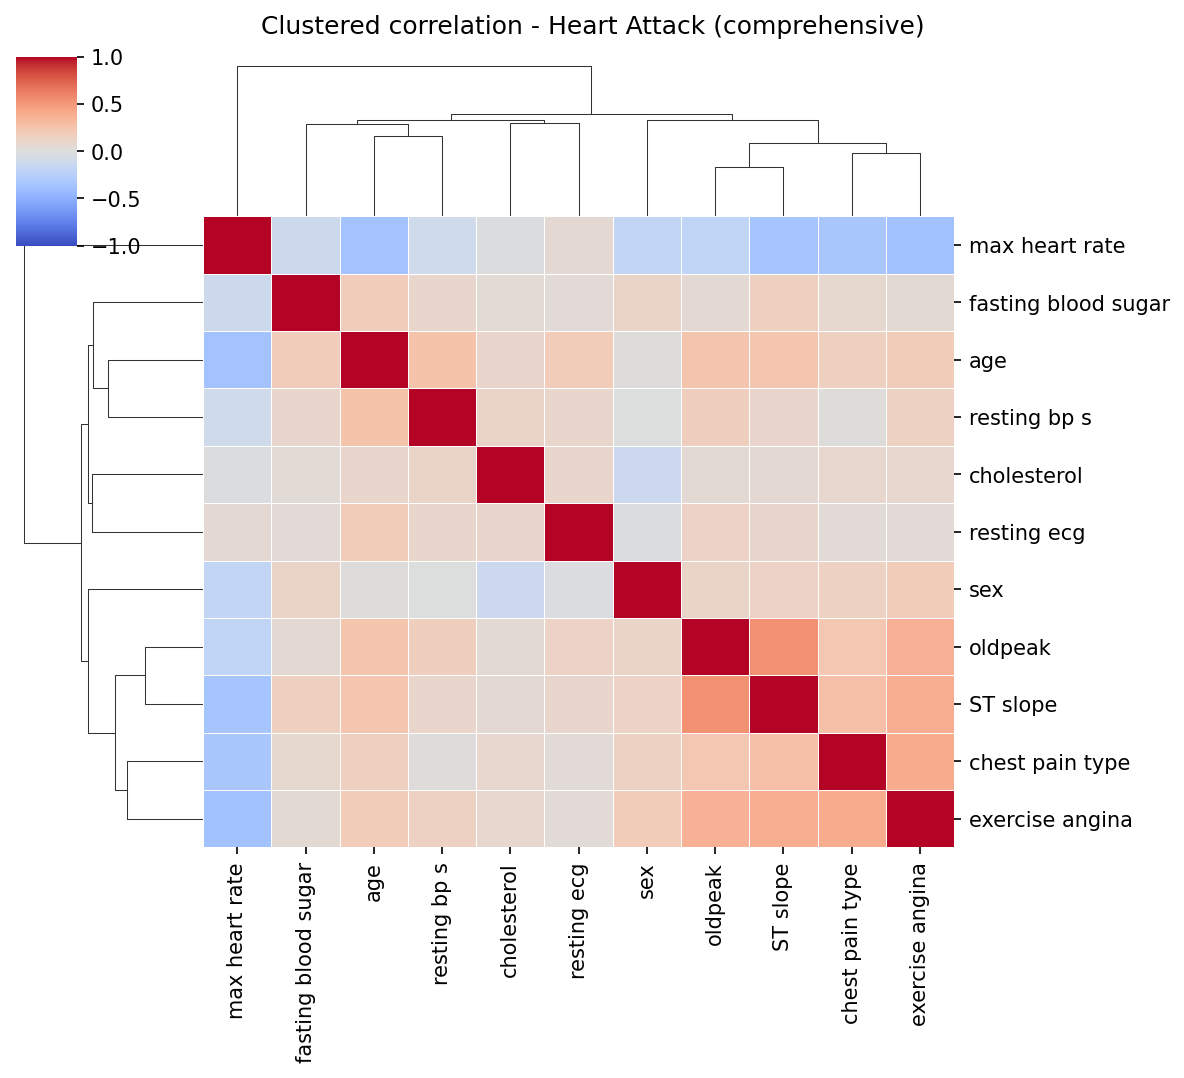 Clustered correlation - Heart Attack (comprehensive)
1.0
0.5
0.0
−0.5
−1.0
max heart rate
fasting blood sugar
age
resting bp s
cholesterol
resting ecg
sex
oldpeak
ST slope
chest pain type
exercise angina
max heart rate
fasting blood sugar
age
resting bp s
cholesterol
resting ecg
sex
oldpeak
ST slope
chest pain type
exercise angina